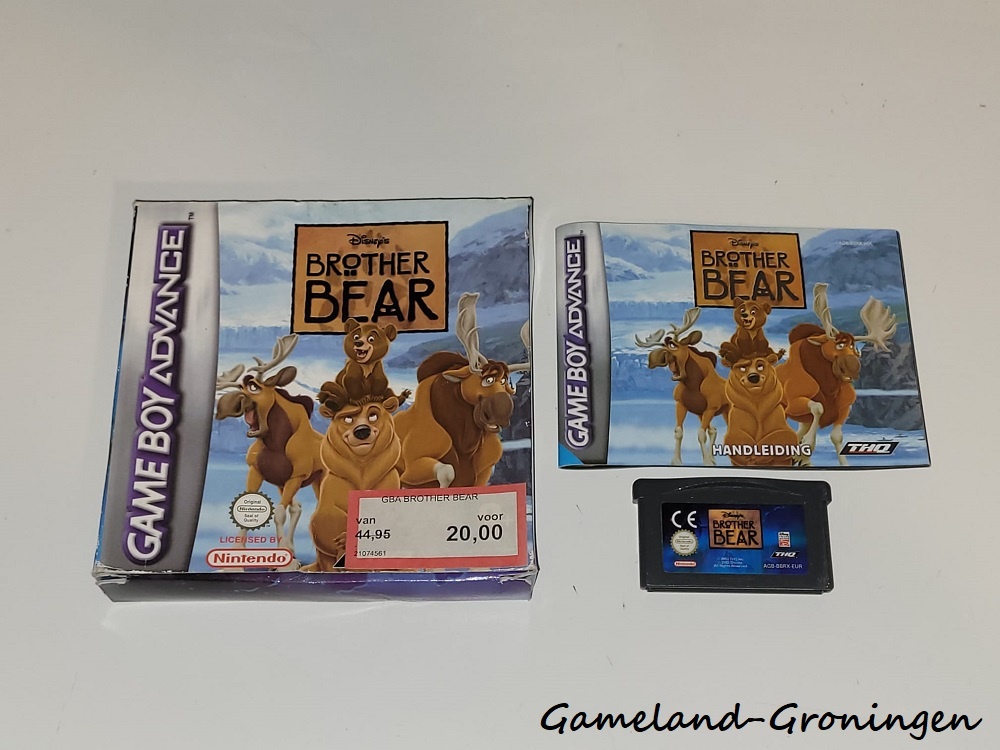 GAME BOY ADVANCE™
Disney's
BROTHER
BEAR
Original
Nintendo
Seal of
Quality
LICENSED BY
Nintendo
GBA BROTHER BEAR
van
voor
44,95
20,00
21074561
GAME BOY ADVANCE
Disney's
BROTHER
BEAR
HANDLEIDING
THQ
CE
Disney's
BROTHER
BEAR
Nintendo
THQ
AGB-BBRX-EUR
Gameland-Groningen